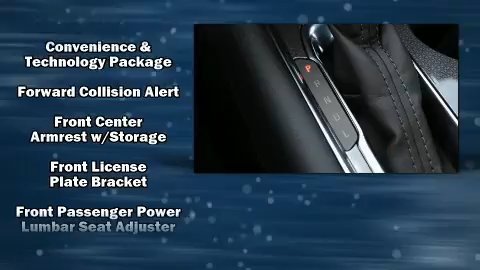 Convenience &
Technology Package
Forward Collision Alert
Front Center
Armrest w/Storage
Front License
Plate Bracket
Front Passenger Power
Lumbar Seat Adjuster
P
R
N
D
L